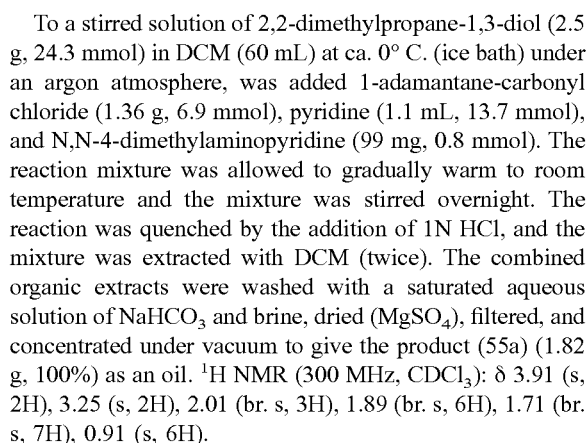 To a stirred solution of 2,2-dimethylpropane-1,3-diol (2.5
g, 24.3 mmol) in DCM (60 mL) at ca. 0° C. (ice bath) under
an argon atmosphere, was added 1-adamantane-carbonyl
chloride (1.36 g, 6.9 mmol), pyridine (1.1 mL, 13.7 mmol),
and N,N-4-dimethylaminopyridine (99 mg, 0.8 mmol). The
reaction mixture was allowed to gradually warm to room
temperature and the mixture was stirred overnight. The
reaction was quenched by the addition of 1N HCl, and the
mixture was extracted with DCM (twice). The combined
organic extracts were washed with a saturated aqueous
solution of NaHCO₃ and brine, dried (MgSO₄), filtered, and
concentrated under vacuum to give the product (55a) (1.82
g, 100%) as an oil. ¹H NMR (300 MHz, CDCl₃): δ 3.91 (s,
2H), 3.25 (s, 2H), 2.01 (br. s, 3H), 1.89 (br. s, 6H), 1.71 (br.
s, 7H), 0.91 (s, 6H).